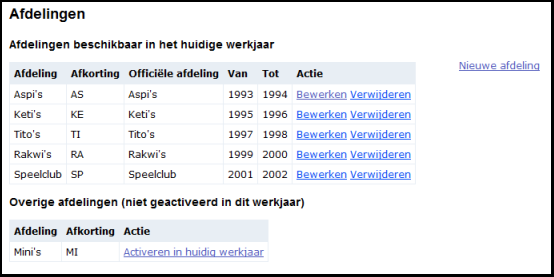 Afdelingen
Afdelingen beschikbaar in het huidige werkjaar
Nieuwe afdeling
Afdeling Afkorting Officiële afdeling Van Tot Actie
Aspi's AS Aspi's 1993 1994 Bewerken Verwijderen
Keti's KE Keti's 1995 1996 Bewerken Verwijderen
Tito's TI Tito's 1997 1998 Bewerken Verwijderen
Rakwi's RA Rakwi's 1999 2000 Bewerken Verwijderen
Speelclub SP Speelclub 2001 2002 Bewerken Verwijderen
Overige afdelingen (niet geactiveerd in dit werkjaar)
Afdeling Afkorting Actie
Mini's MI Activeren in huidig werkjaar